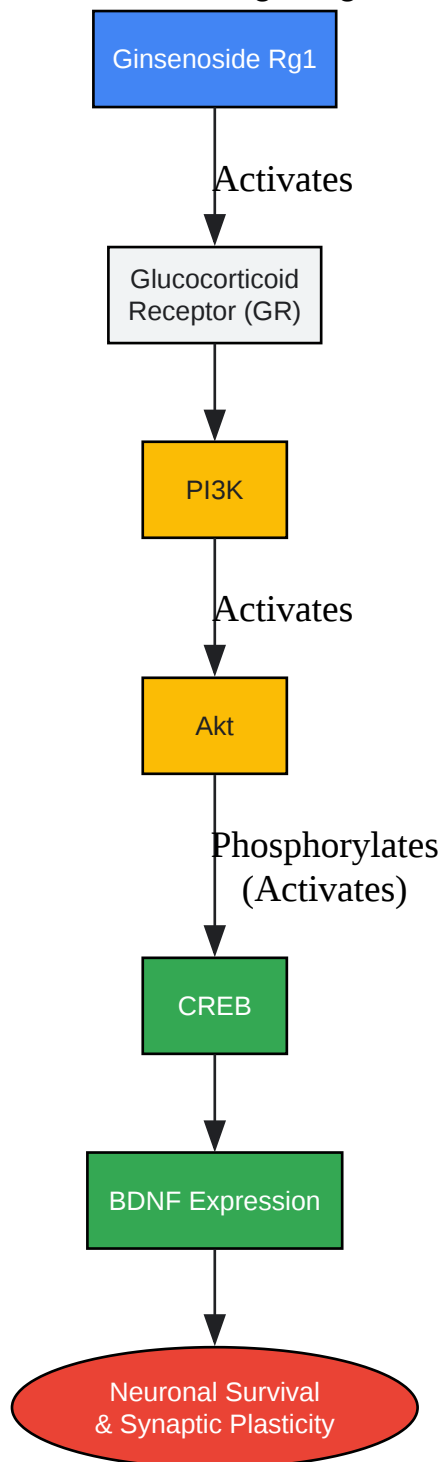 Ginsenoside Rg1
Activates
Glucocorticoid
Receptor (GR)
PI3K
Activates
Akt
Phosphorylates
(Activates)
CREB
BDNF Expression
Neuronal Survival
& Synaptic Plasticity